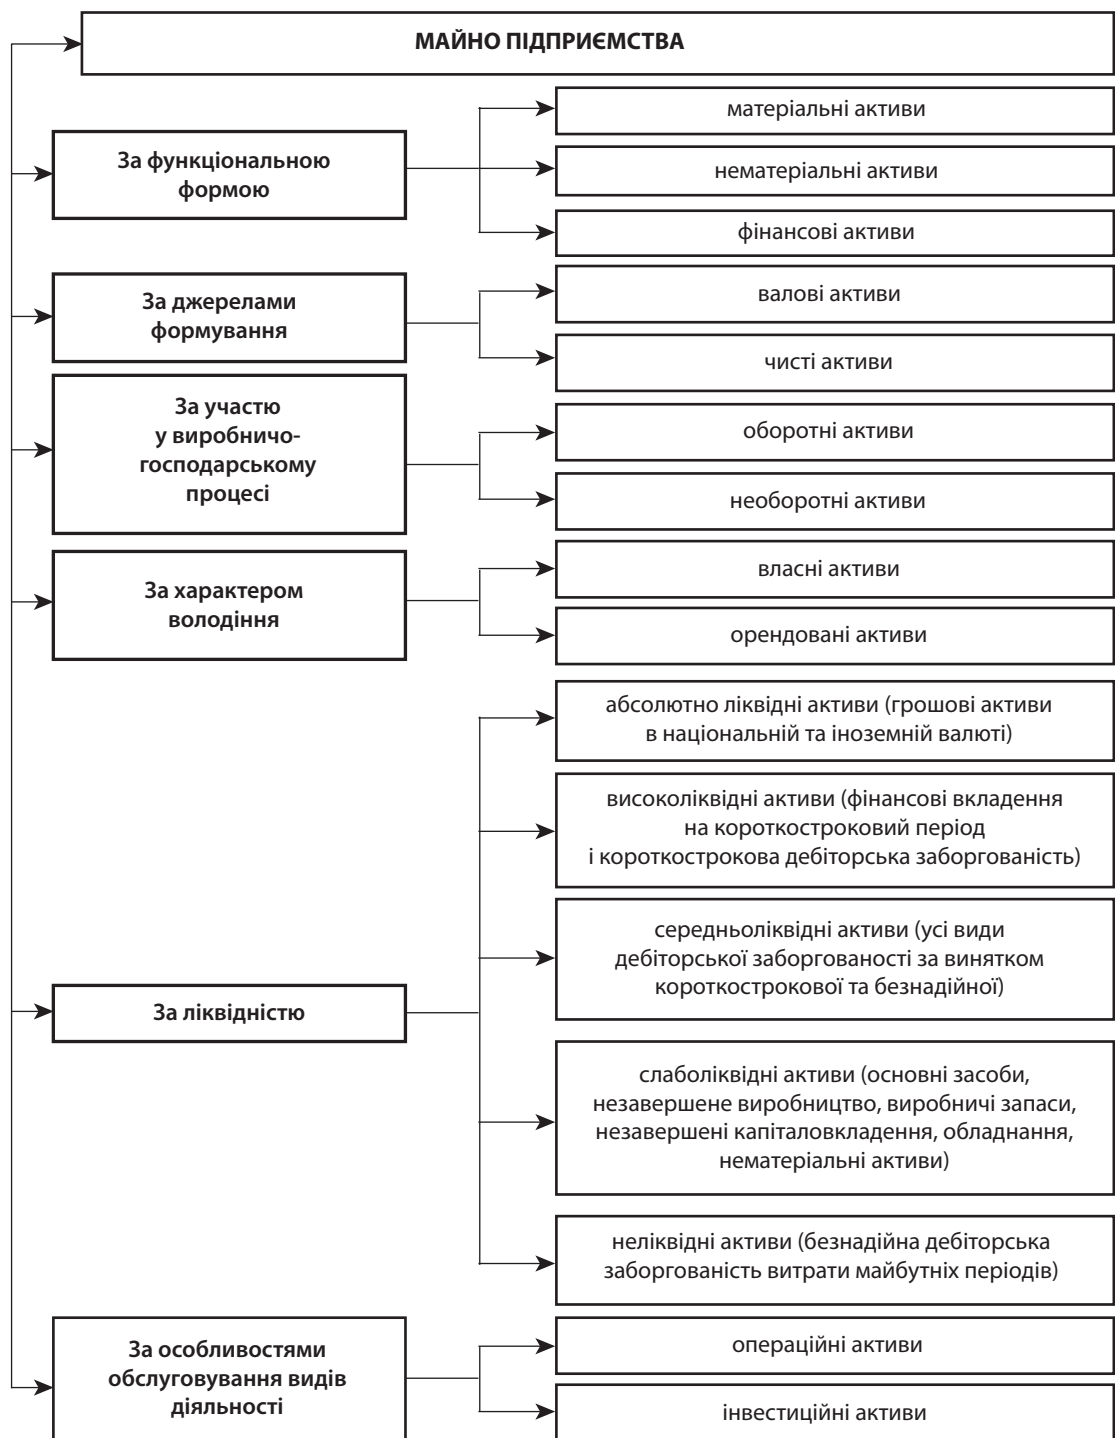 МАЙНО ПІДПРИЄМСТВА
За функціональною
формою
матеріальні активи
нематеріальні активи
фінансові активи
За джерелами
формування
валові активи
чисті активи
За участю
у виробничо-
господарському
процесі
оборотні активи
необоротні активи
За характером
володіння
власні активи
орендовані активи
За ліквідністю
абсолютно ліквідні активи (грошові активи
в національній та іноземній валюті)
високоліквідні активи (фінансові вкладення
на короткостроковий період
і короткострокова дебіторська заборгованість)
середньоліквідні активи (усі види
дебіторської заборгованості за винятком
короткострокової та безнадійної)
слаболіквідні активи (основні засоби,
незавершене виробництво, виробничі запаси,
незавершені капіталовкладення, обладнання,
нематеріальні активи)
неліквідні активи (безнадійна дебіторська
заборгованість витрати майбутніх періодів)
За особливостями
обслуговування видів
діяльності
операційні активи
інвестиційні активи